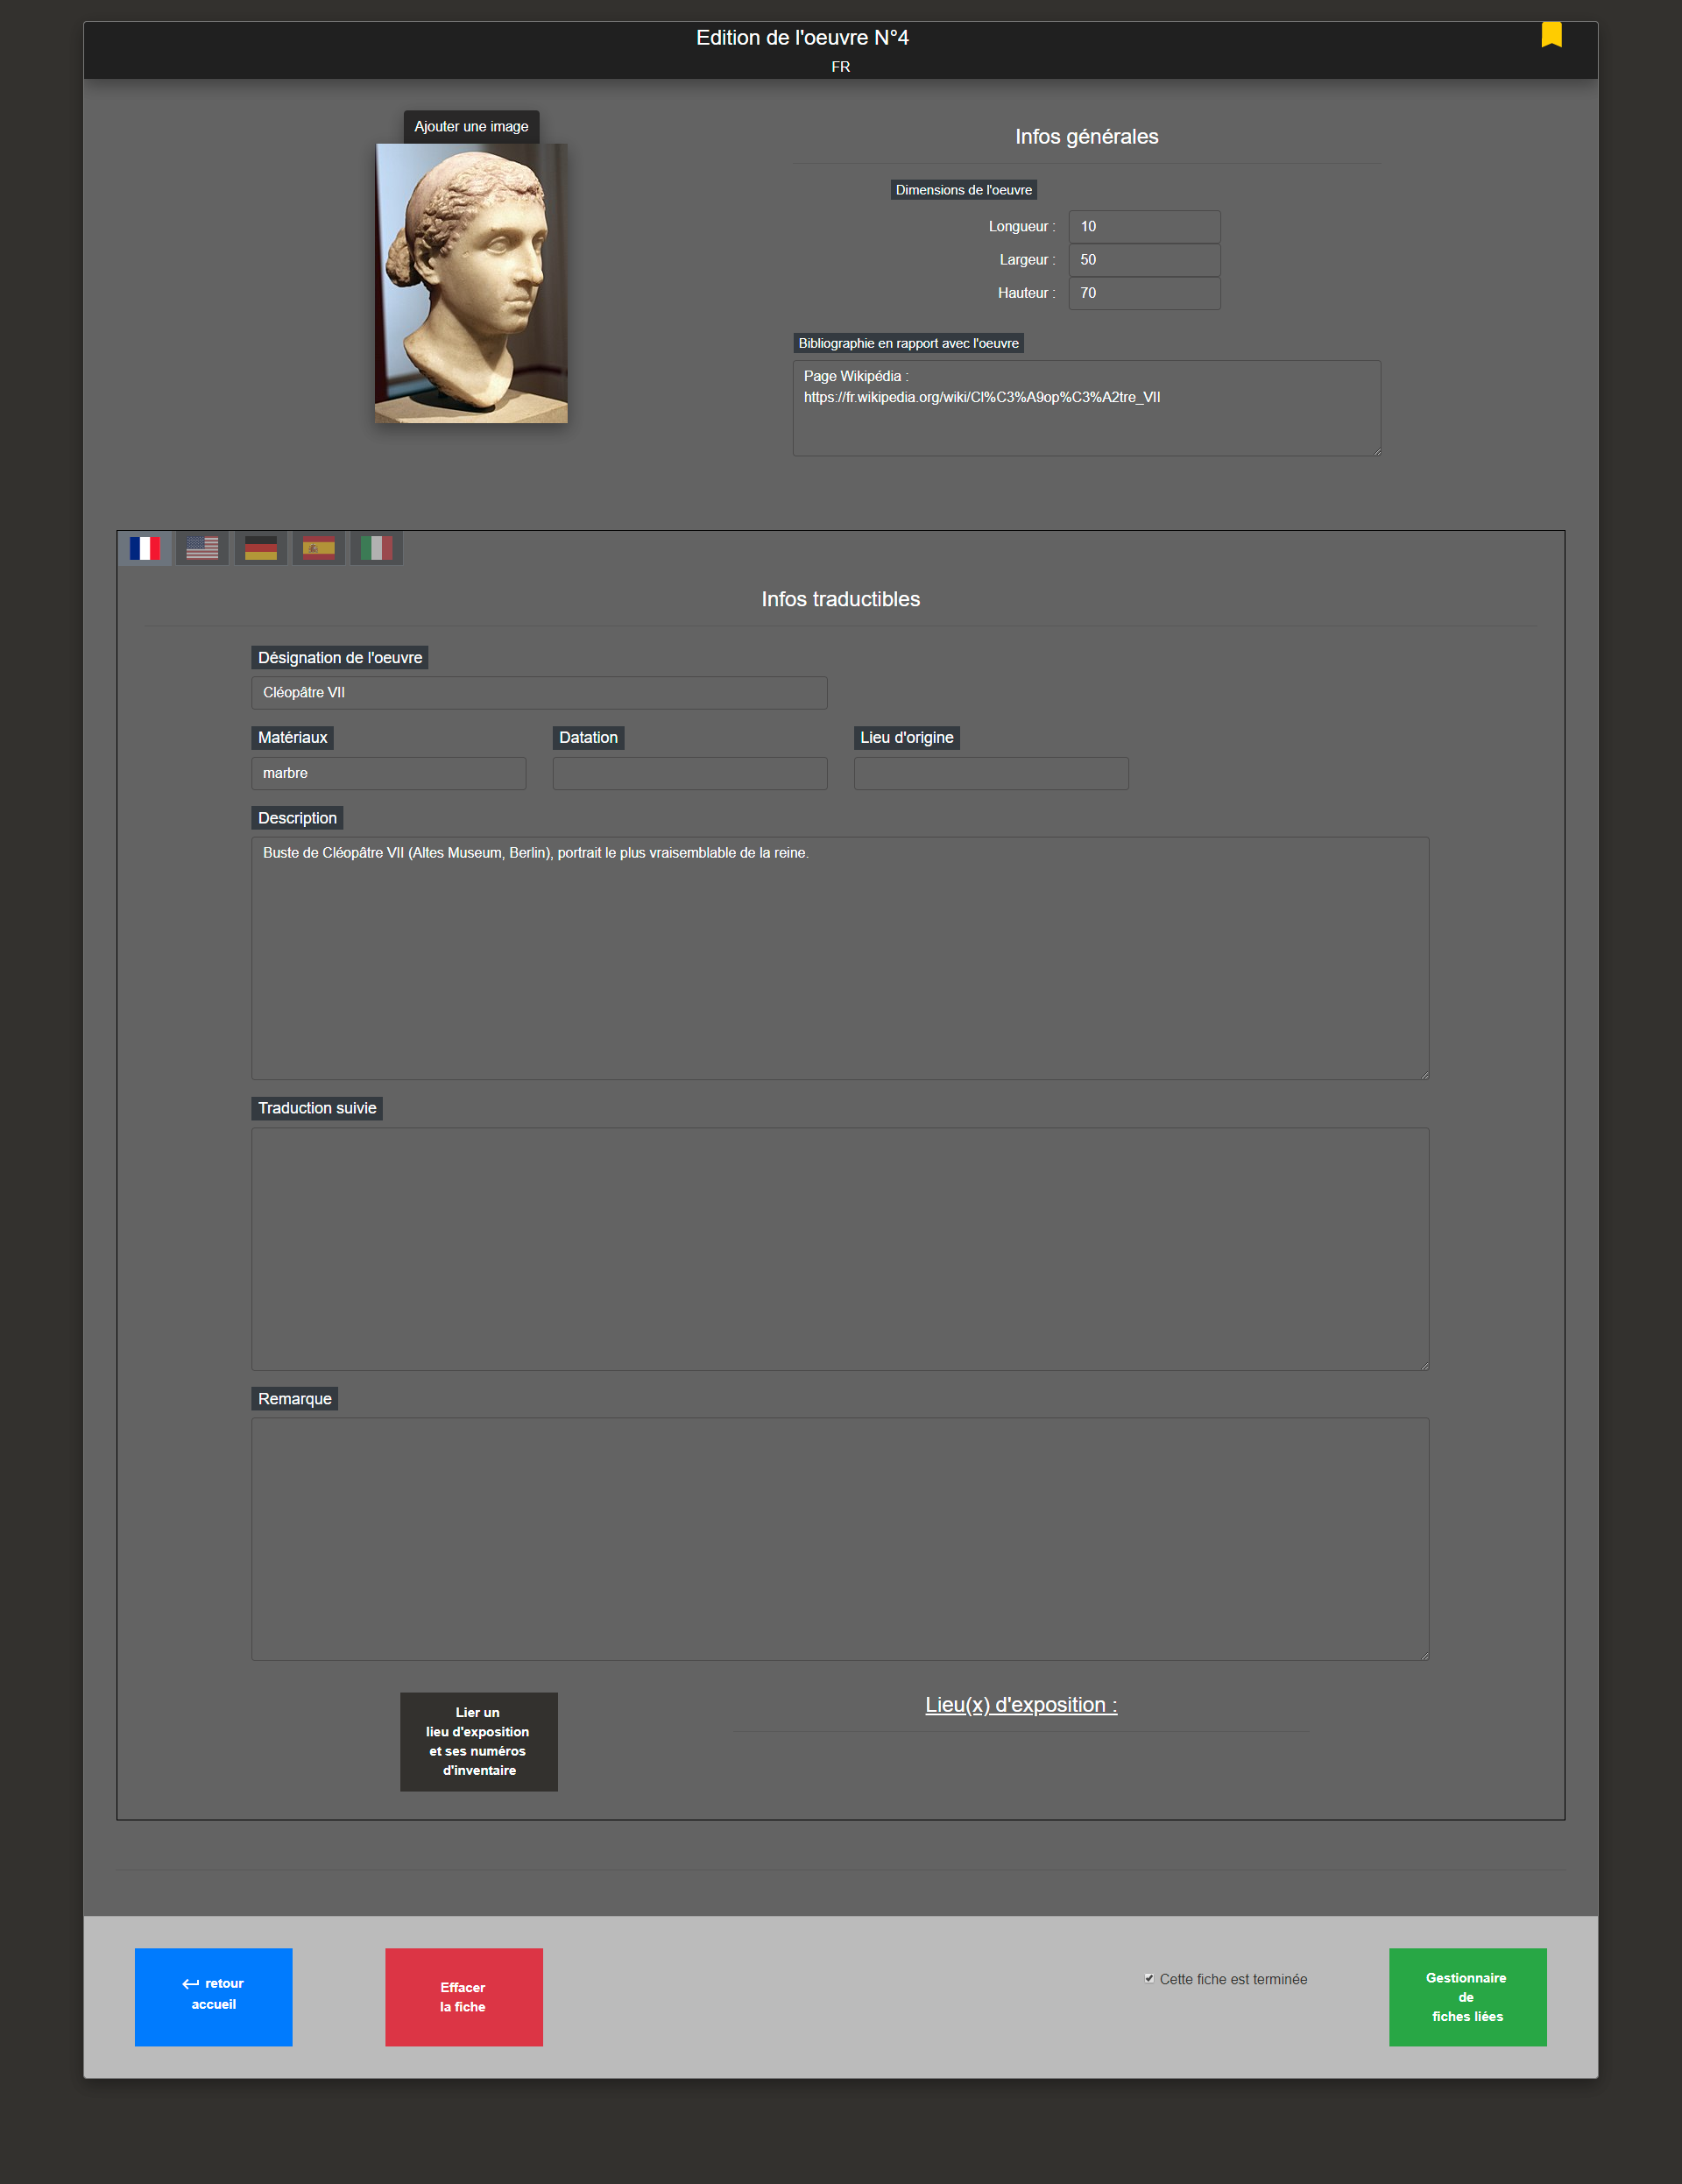 Edition de l'oeuvre N°4
FR
Ajouter une image
Infos générales
Dimensions de l'oeuvre
Longueur : 10
Largeur : 50
Hauteur : 70
Bibliographie en rapport avec l'oeuvre
Page Wikipédia :
https://fr.wikipedia.org/wiki/Cl%C3%A9op%C3%A2tre_VII
Infos traductibles
Désignation de l'oeuvre
Cléopâtre VII
Matériaux Datation Lieu d'origine
marbre
Description
Buste de Cléopâtre VII (Altes Museum, Berlin), portrait le plus vraisemblable de la reine.
Traduction suivie
Remarque
Lier un
lieu d'exposition
et ses numéros
d'inventaire
Lieu(x) d'exposition :
retour
accueil
Effacer
la fiche
Cette fiche est terminée
Gestionnaire
de
fiches liées